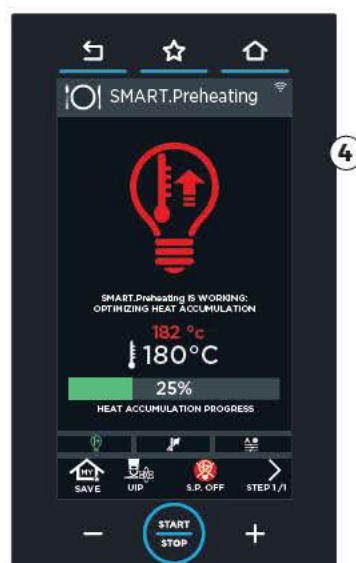 SMART.Preheating
4
SMART.Preheating IS WORKING:
OPTIMIZING HEAT ACCUMULATION
182 °c
180°C
25%
HEAT ACCUMULATION PROGRESS
MY
SAVE
UIP
S.P. OFF
STEP 1/1
START
STOP